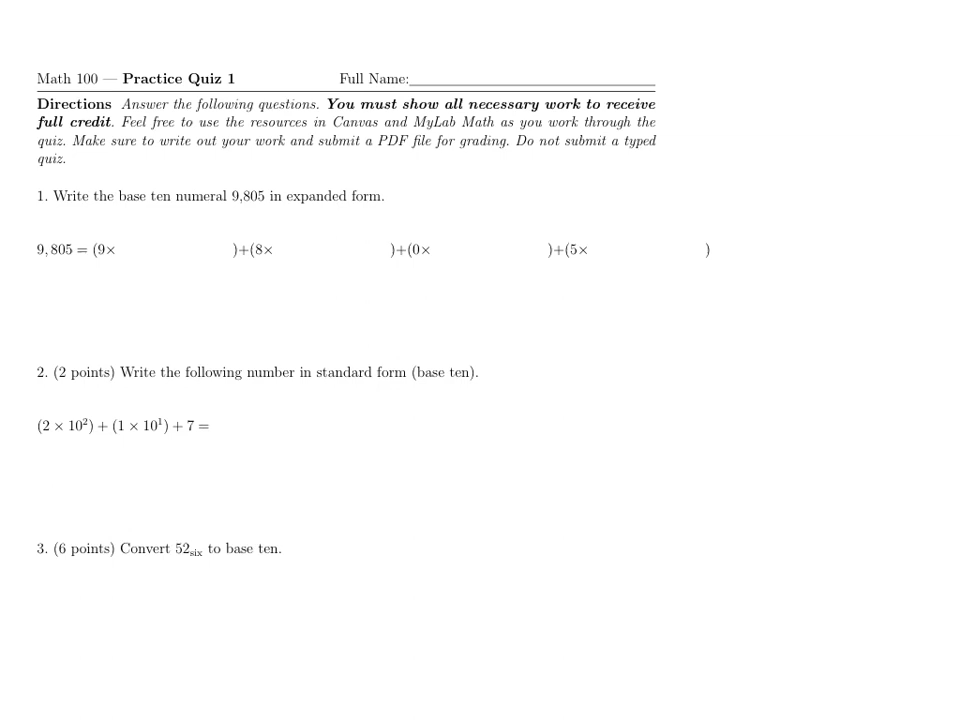 Math 100 — Practice Quiz 1 Full Name:
Directions Answer the following questions. You must show all necessary work to receive
full credit. Feel free to use the resources in Canvas and MyLab Math as you work through the
quiz. Make sure to write out your work and submit a PDF file for grading. Do not submit a typed
quiz.
1. Write the base ten numeral 9,805 in expanded form.
9, 805 = (9× )+(8× )+(0× )+(5× )
2. (2 points) Write the following number in standard form (base ten).
(2 × 10²) + (1 × 10¹) + 7 =
3. (6 points) Convert 52six to base ten.